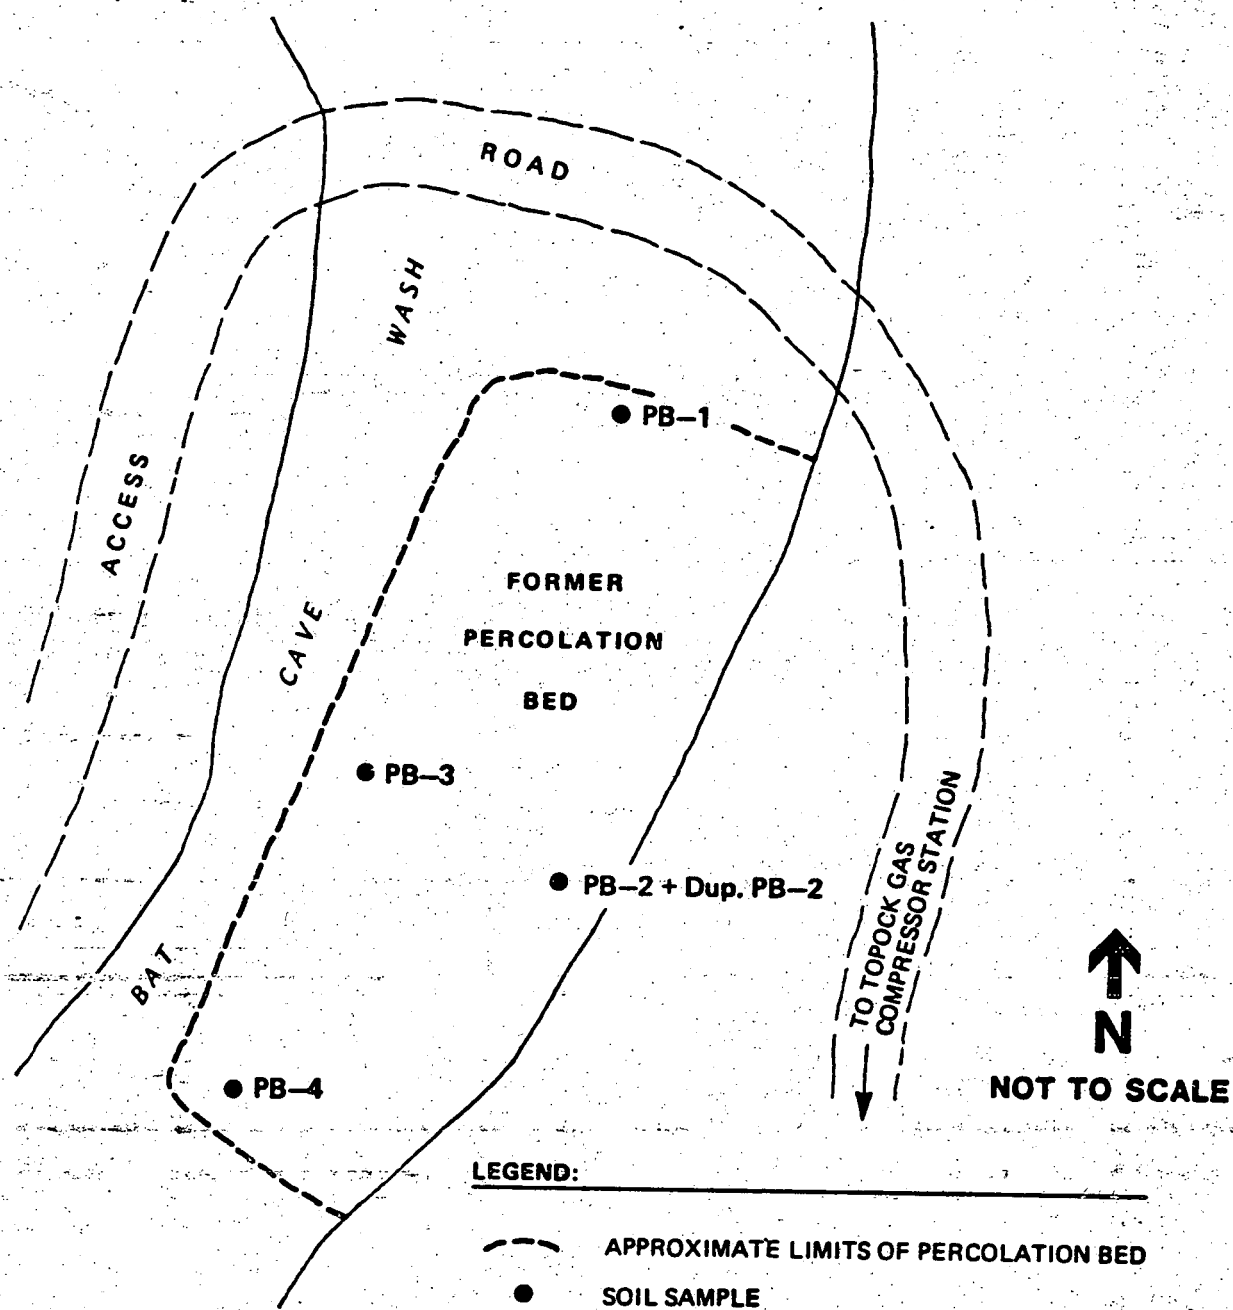 ROAD
WASH
PB–1
ACCESS
FORMER
PERCOLATION
BED
CAVE
PB–3
PB–2 + Dup. PB–2
TO TOPOCK GAS
COMPRESSOR STATION
BAT
N
NOT TO SCALE
PB–4
LEGEND:
APPROXIMATE LIMITS OF PERCOLATION BED
SOIL SAMPLE